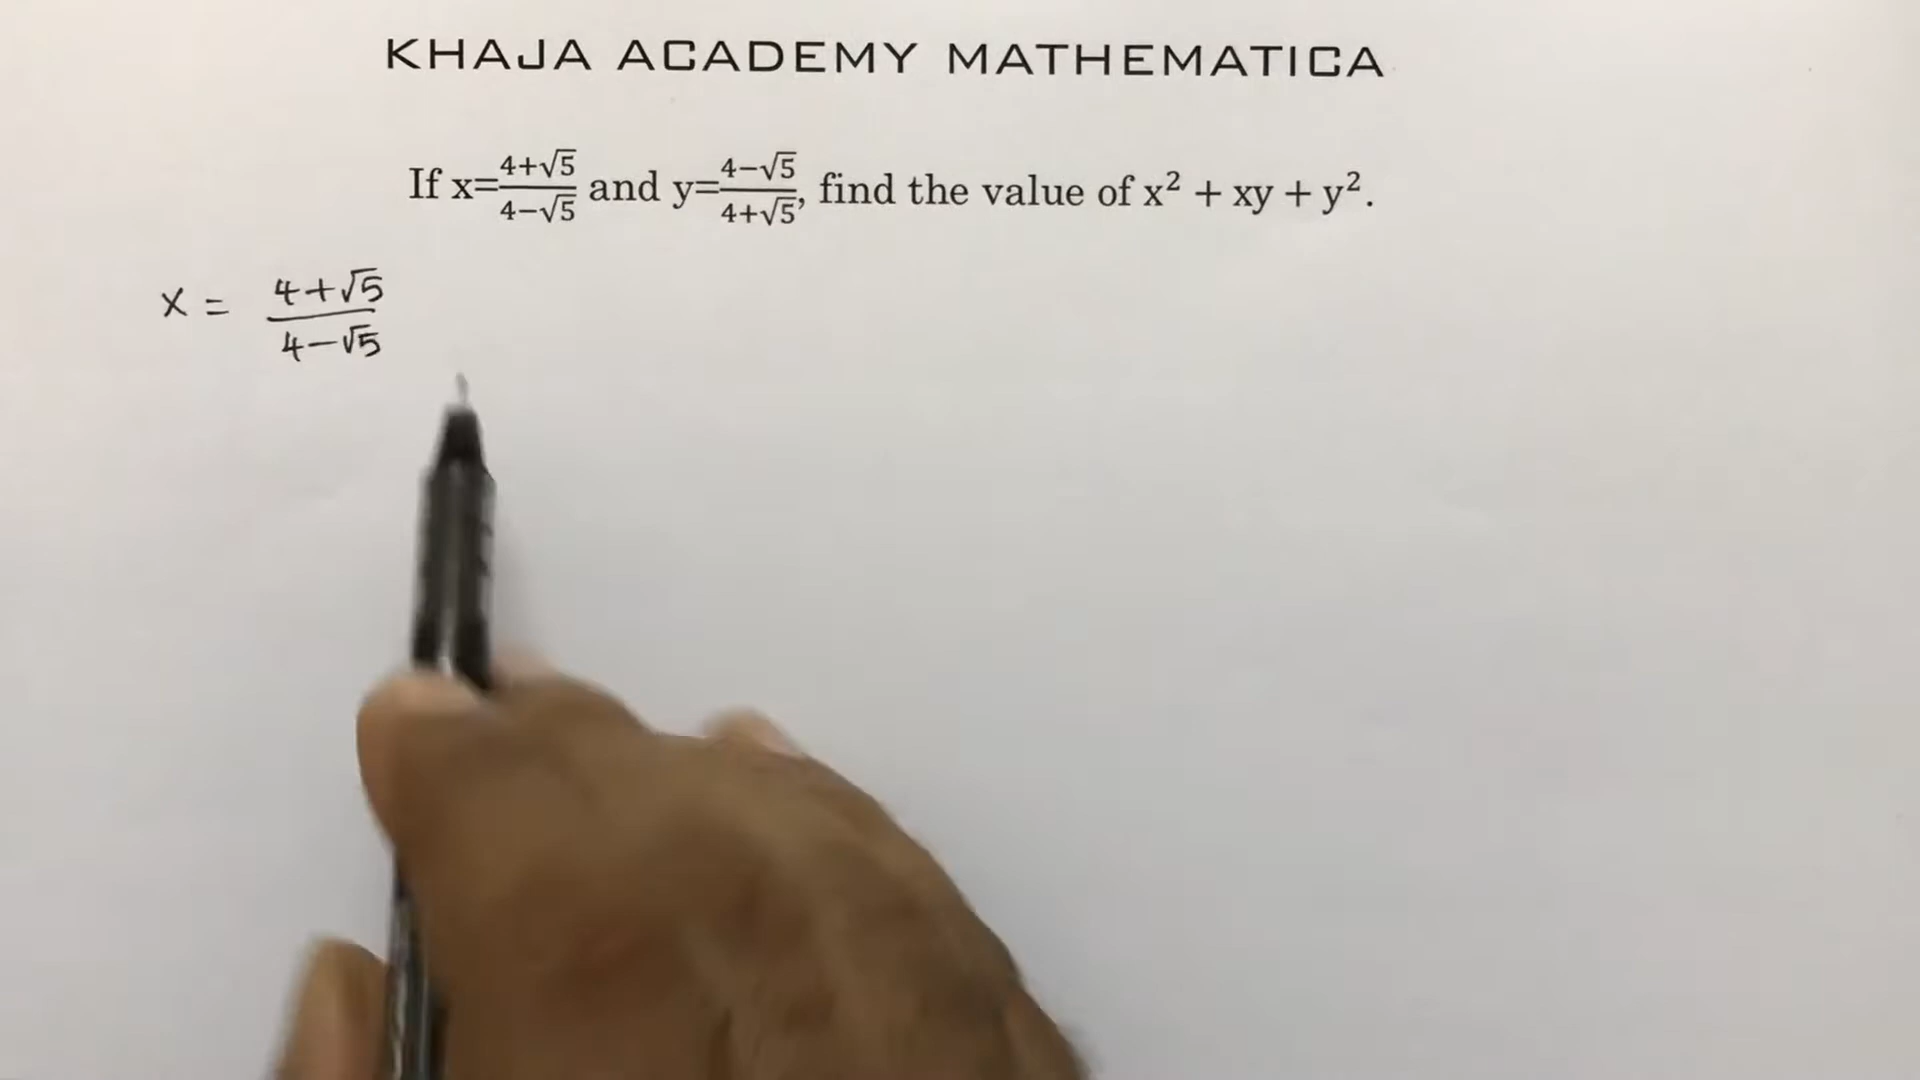 KHAJA ACADEMY MATHEMATICA
If x=(4+√5)/(4−√5) and y=(4−√5)/(4+√5), find the value of x² + xy + y².
x = (4+√5)/(4−√5)